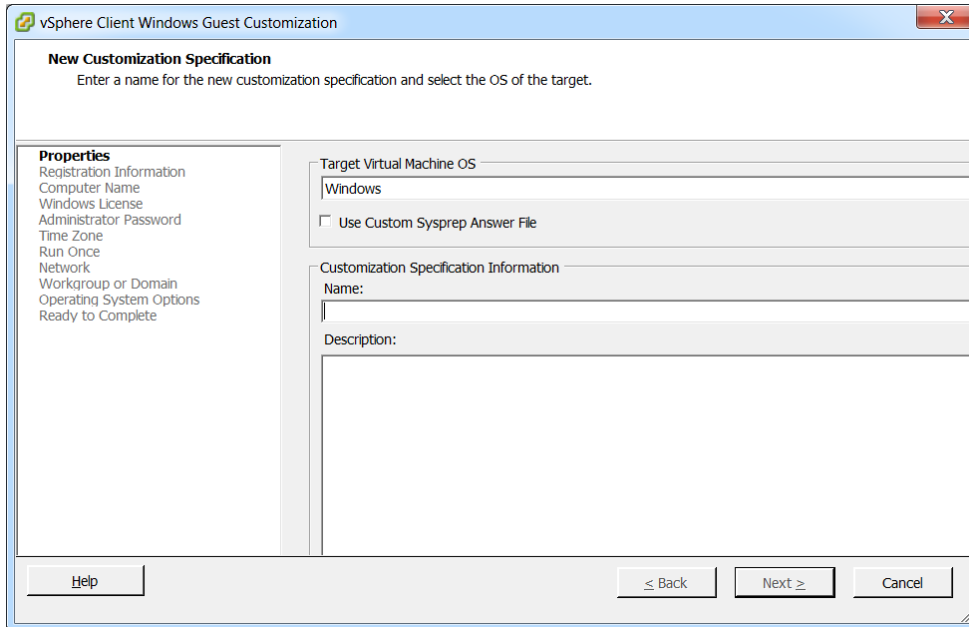 vSphere Client Windows Guest Customization
New Customization Specification
Enter a name for the new customization specification and select the OS of the target.
Properties
Registration Information
Computer Name
Windows License
Administrator Password
Time Zone
Run Once
Network
Workgroup or Domain
Operating System Options
Ready to Complete
Target Virtual Machine OS
Windows
Use Custom Sysprep Answer File
Customization Specification Information
Name:
Description:
Help
< Back
Next >
Cancel